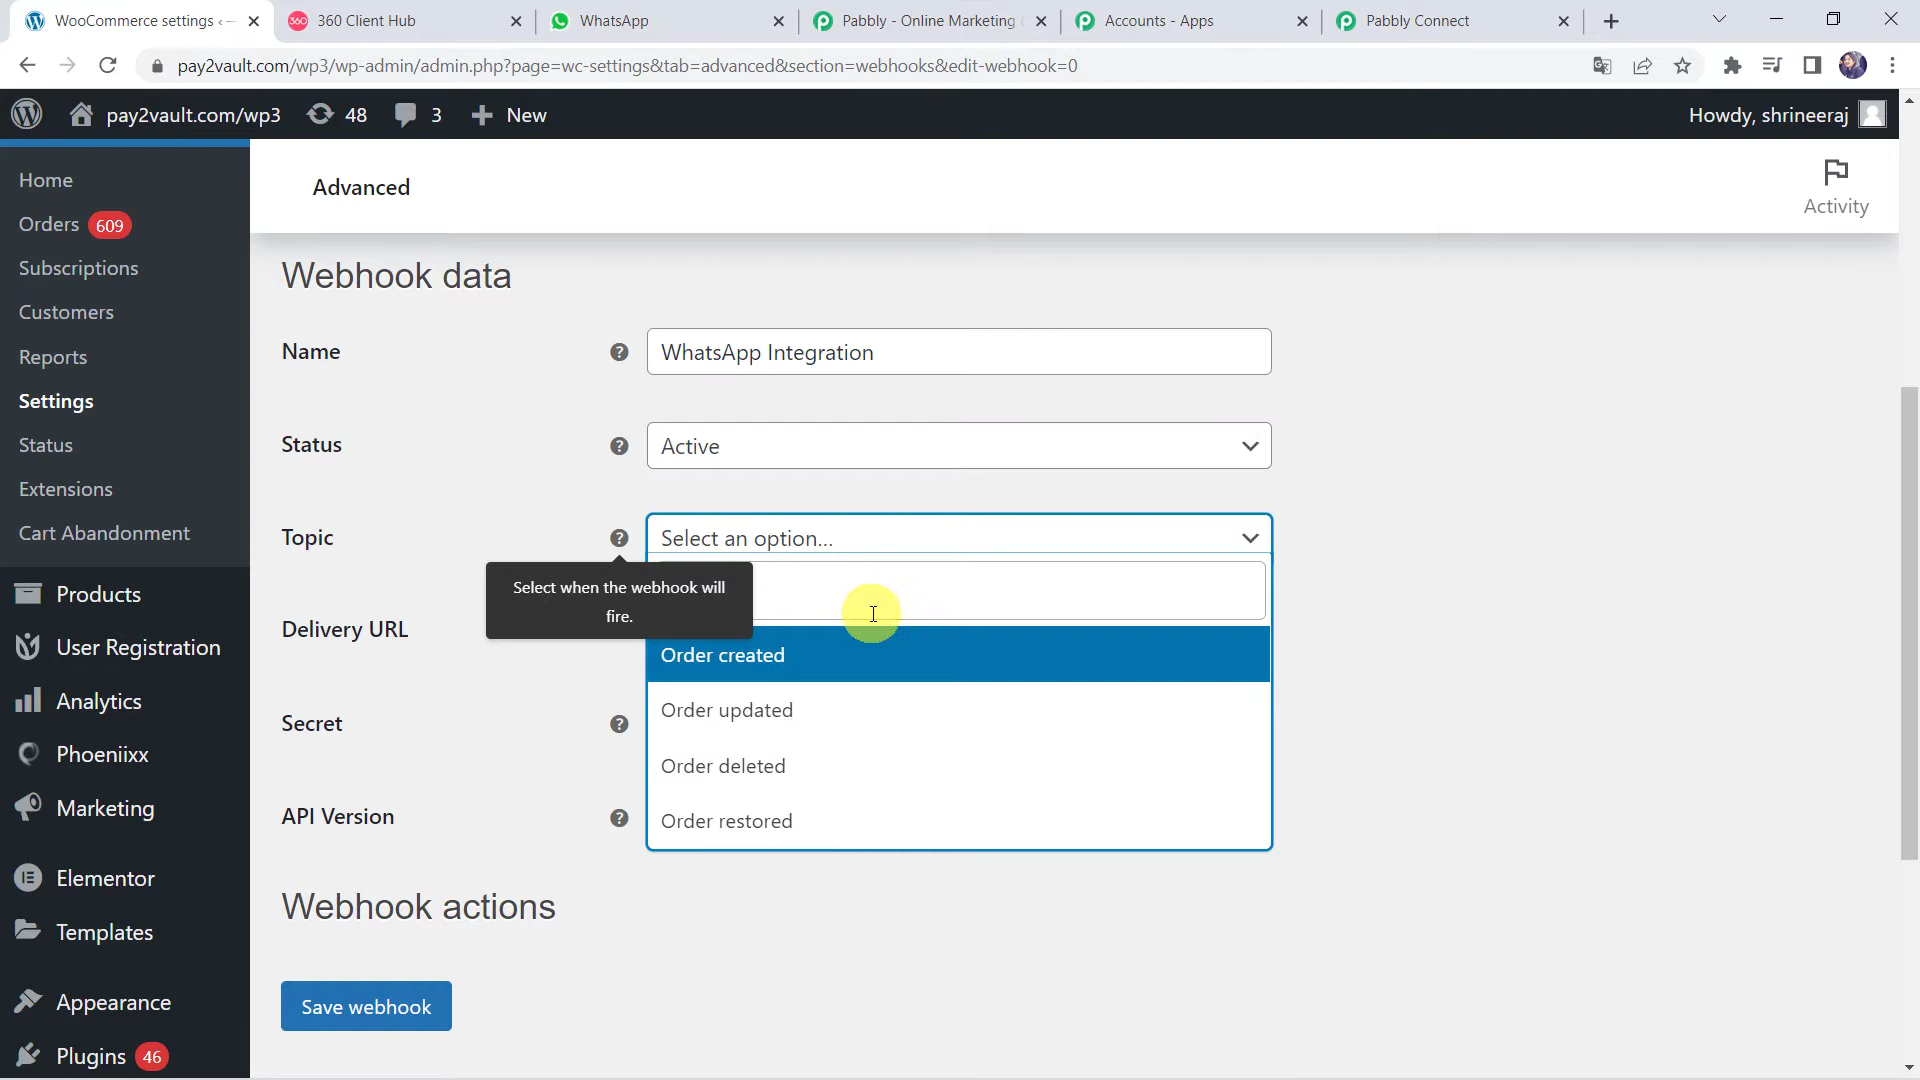 WooCommerce settings ‹ —
360 Client Hub
WhatsApp
Pabbly - Online Marketing
Accounts - Apps
Pabbly Connect
pay2vault.com/wp3/wp-admin/admin.php?page=wc-settings&tab=advanced&section=webhooks&edit-webhook=0
pay2vault.com/wp3
48
3
New
Howdy, shrineeraj
Home
Orders 609
Subscriptions
Customers
Reports
Settings
Status
Extensions
Cart Abandonment
Products
User Registration
Analytics
Phoeniixx
Marketing
Elementor
Templates
Appearance
Plugins 46
Advanced
Activity
Webhook data
Name
WhatsApp Integration
Status
Active
Topic
Select an option...
Select when the webhook will
fire.
Delivery URL
Order created
Order updated
Secret
Order deleted
API Version
Order restored
Webhook actions
Save webhook